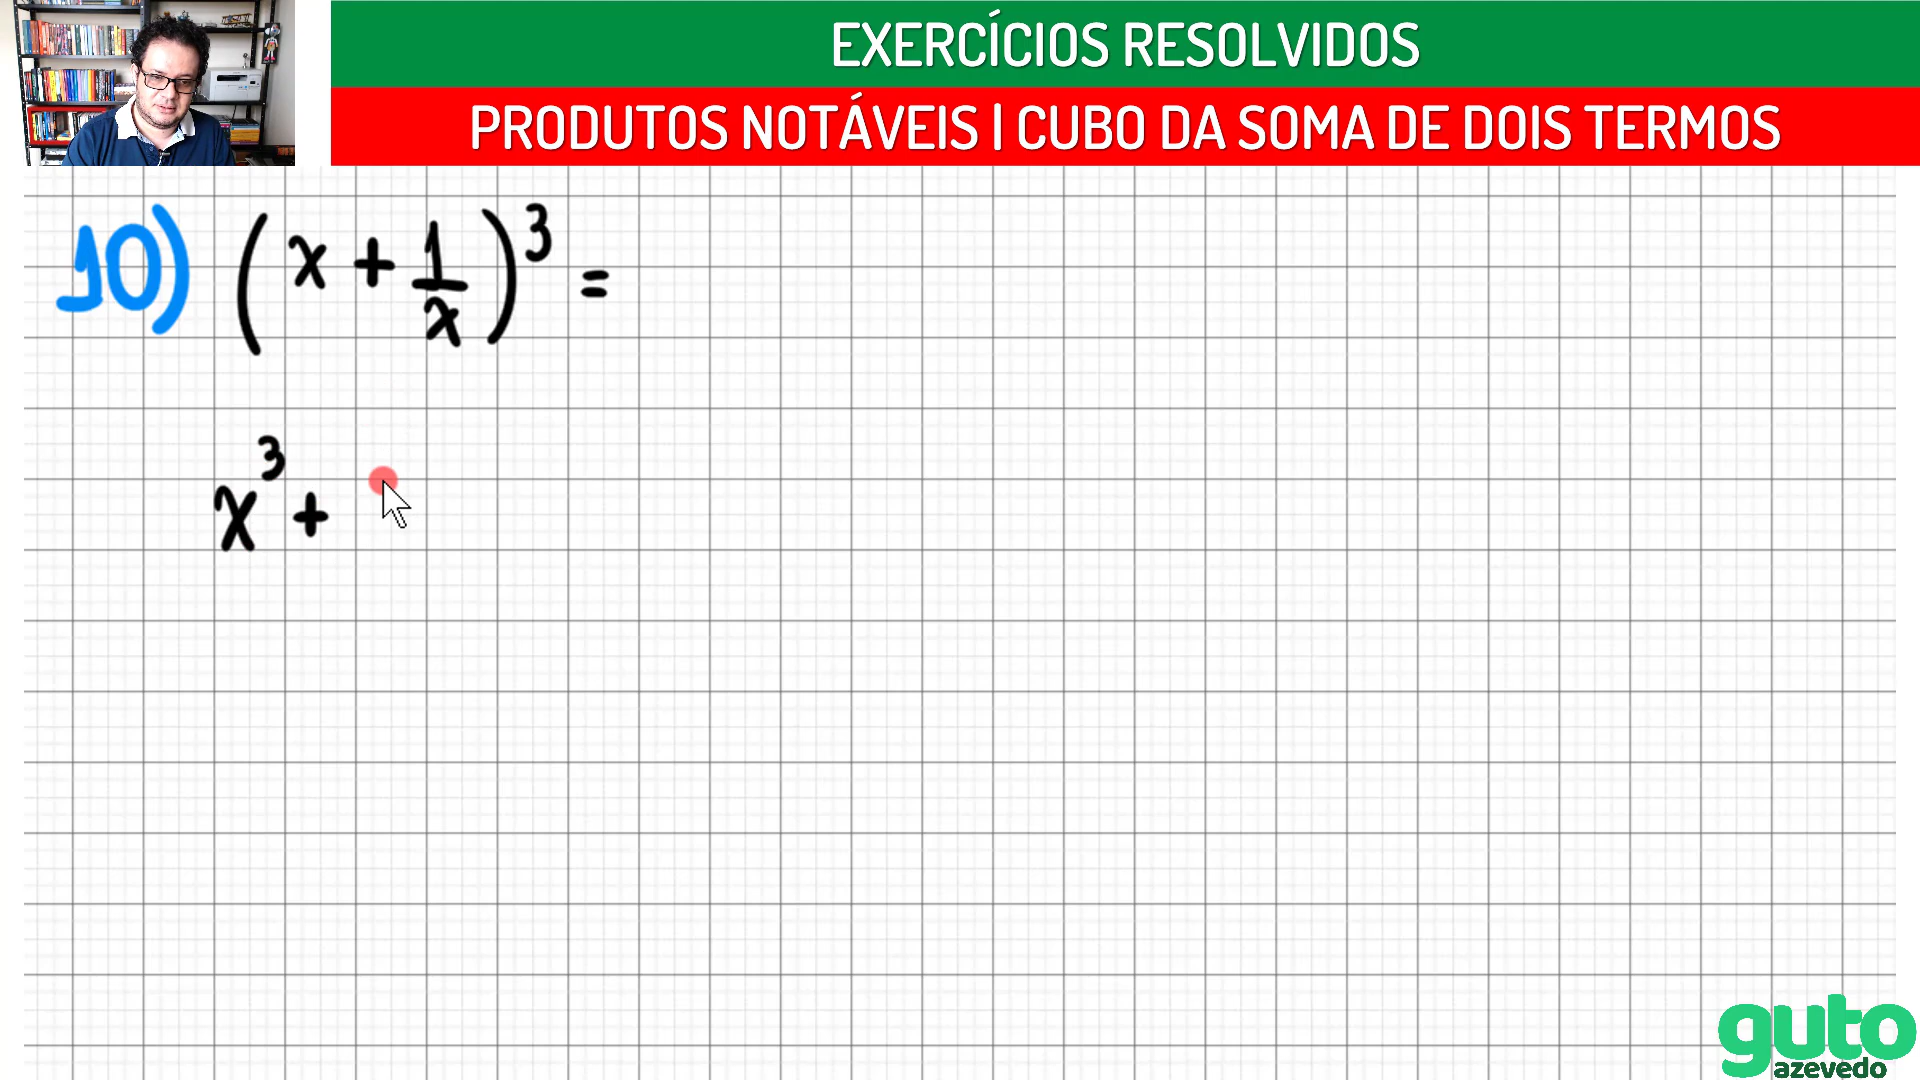 EXERCÍCIOS RESOLVIDOS
PRODUTOS NOTÁVEIS | CUBO DA SOMA DE DOIS TERMOS
10) (x + 1/x)³ =
x³ +
guto
azevedo